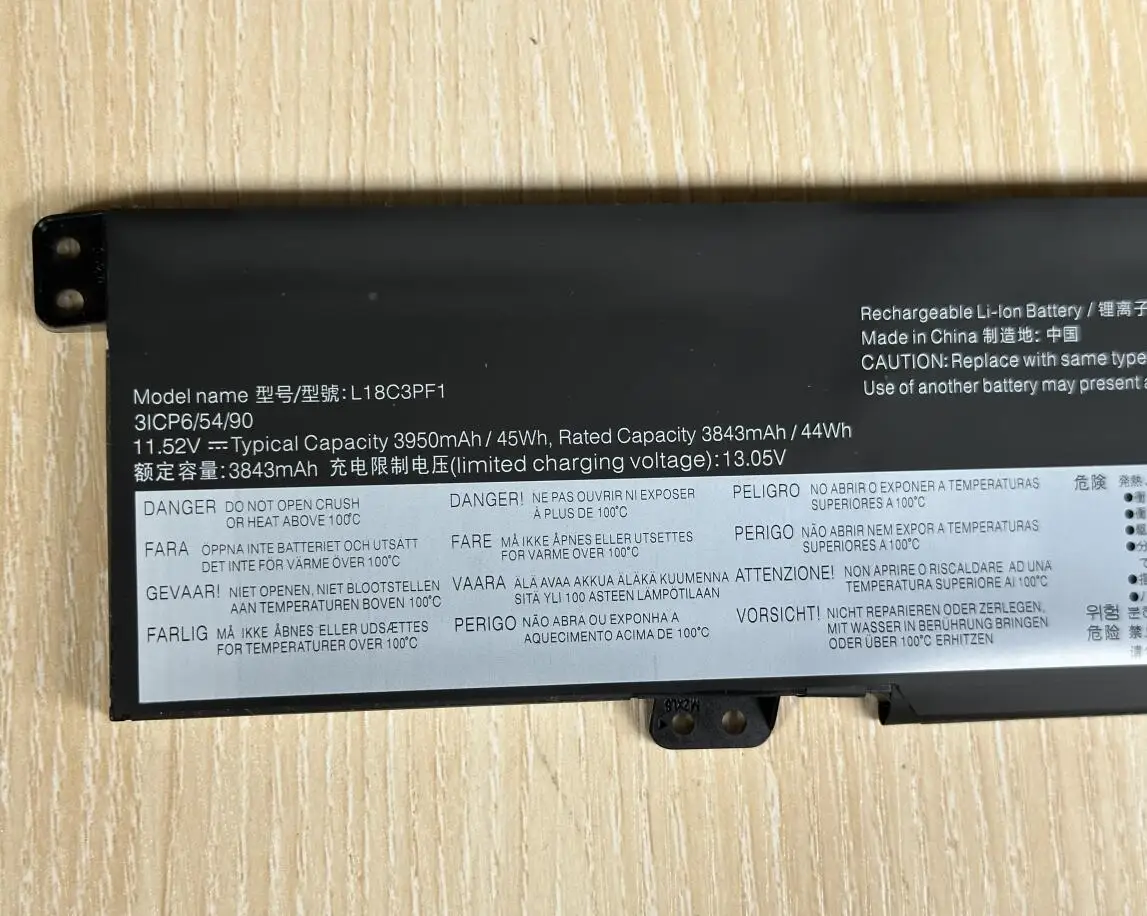 Rechargeable Li-Ion Battery / 锂离子
Made in China 制造地: 中国
CAUTION: Replace with same type
Use of another battery may present a
Model name 型号/型號: L18C3PF1
3ICP6/54/90
11.52V ⎓ Typical Capacity 3950mAh / 45Wh, Rated Capacity 3843mAh / 44Wh
额定容量: 3843mAh 充电限制电压(limited charging voltage): 13.05V
DANGER DO NOT OPEN CRUSH
OR HEAT ABOVE 100°C
FARA ÖPPNA INTE BATTERIET OCH UTSÄTT
DET INTE FÖR VÄRME ÖVER 100°C
GEVAAR! NIET OPENEN, NIET BLOOTSTELLEN
AAN TEMPERATUREN BOVEN 100°C
FARLIG MÅ IKKE ÅBNES ELLER UDSÆTTES
FOR TEMPERATURER OVER 100°C
DANGER! NE PAS OUVRIR NI EXPOSER
À PLUS DE 100°C
FARE MÅ IKKE ÅPNES ELLER UTSETTES
FOR VARME OVER 100°C
VAARA ÄLÄ AVAA AKKUA ÄLÄKÄ KUUMENNA
SITÄ YLI 100 ASTEEN LÄMPÖTILAAN
PERIGO NÃO ABRA OU EXPONHA A
AQUECIMENTO ACIMA DE 100°C
PELIGRO NO ABRIR O EXPONER A TEMPERATURAS
SUPERIORES A 100°C
PERIGO NÃO ABRIR NEM EXPOR A TEMPERATURAS
SUPERIORES A 100°C
ATTENZIONE! NON APRIRE O RISCALDARE AD UNA
TEMPERATURA SUPERIORE AI 100°C
VORSICHT! NICHT REPARIEREN ODER ZERLEGEN,
MIT WASSER IN BERÜHRUNG BRINGEN
ODER ÜBER 100°C ERHITZEN
危険 発熱
위험 분
危险 禁